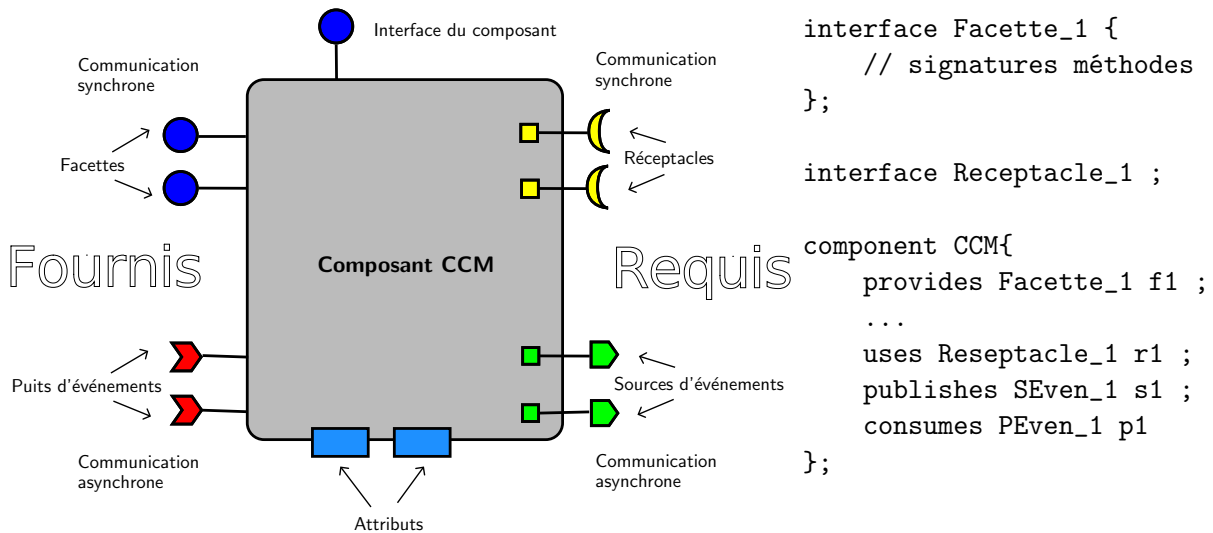 Interface du composant
Communication
synchrone
Communication
synchrone
Facettes
Réceptacles
Fournis
Composant CCM
Requis
Puits d'événements
Sources d'événements
Communication
asynchrone
Communication
asynchrone
Attributs
interface Facette_1 {
// signatures méthodes
};
interface Receptacle_1 ;
component CCM{
provides Facette_1 f1 ;
...
uses Reseptacle_1 r1 ;
publishes SEven_1 s1 ;
consumes PEven_1 p1
};